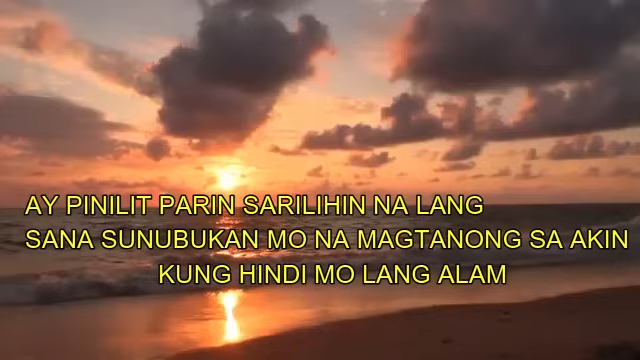 AY PINILIT PARIN SARILIHIN NA LANG
SANA SUNUBUKAN MO NA MAGTANONG SA AKIN
KUNG HINDI MO LANG ALAM